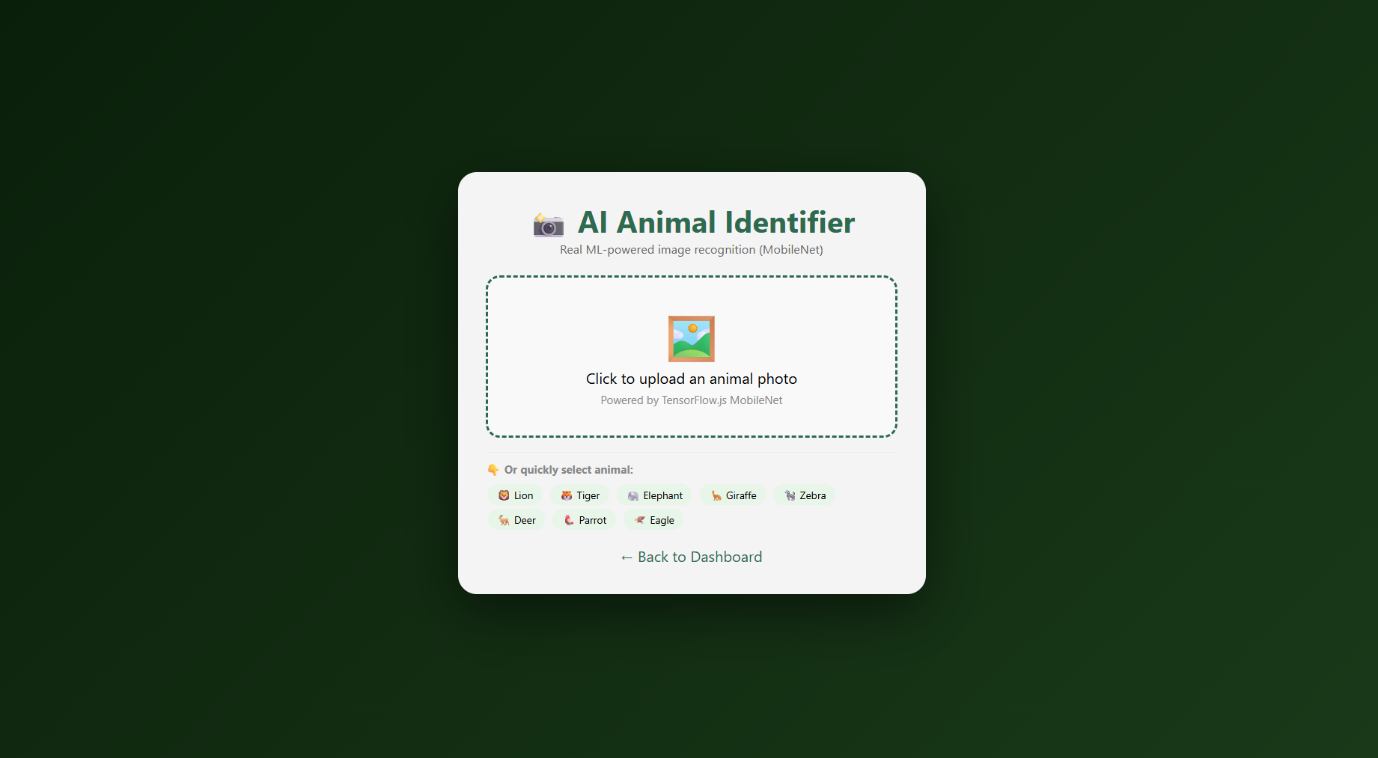 AI Animal Identifier
Real ML-powered image recognition (MobileNet)
Click to upload an animal photo
Powered by TensorFlow.js MobileNet
Or quickly select animal:
Lion Tiger Elephant Giraffe Zebra
Deer Parrot Eagle
← Back to Dashboard